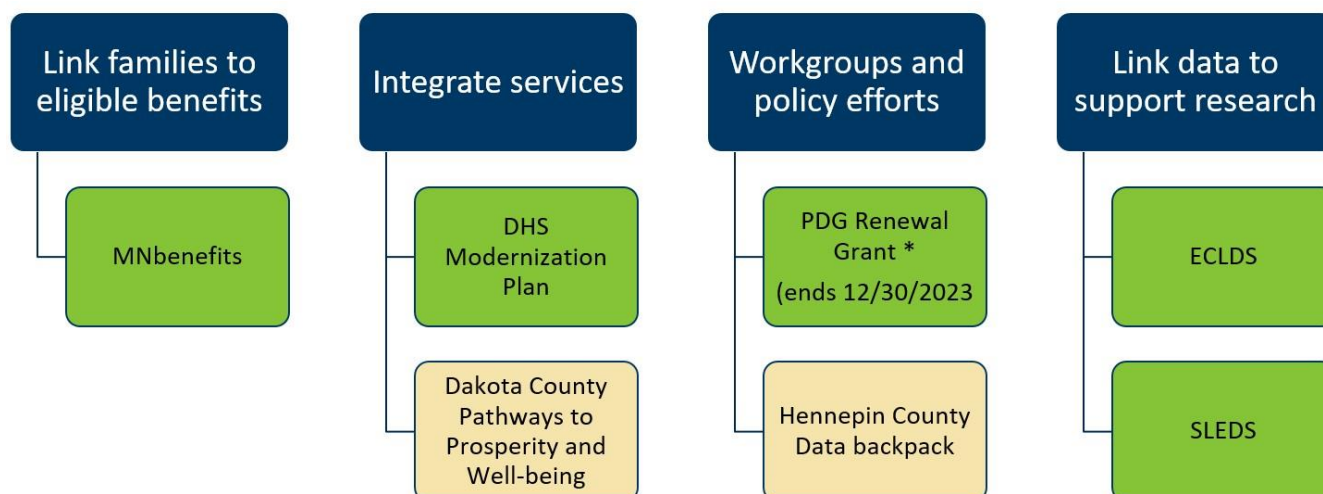 Link families to
eligible benefits
MNbenefits
Integrate services
DHS
Modernization
Plan
Dakota County
Pathways to
Prosperity and
Well-being
Workgroups and
policy efforts
PDG Renewal
Grant *
(ends 12/30/2023
Hennepin County
Data backpack
Link data to
support research
ECLDS
SLEDS